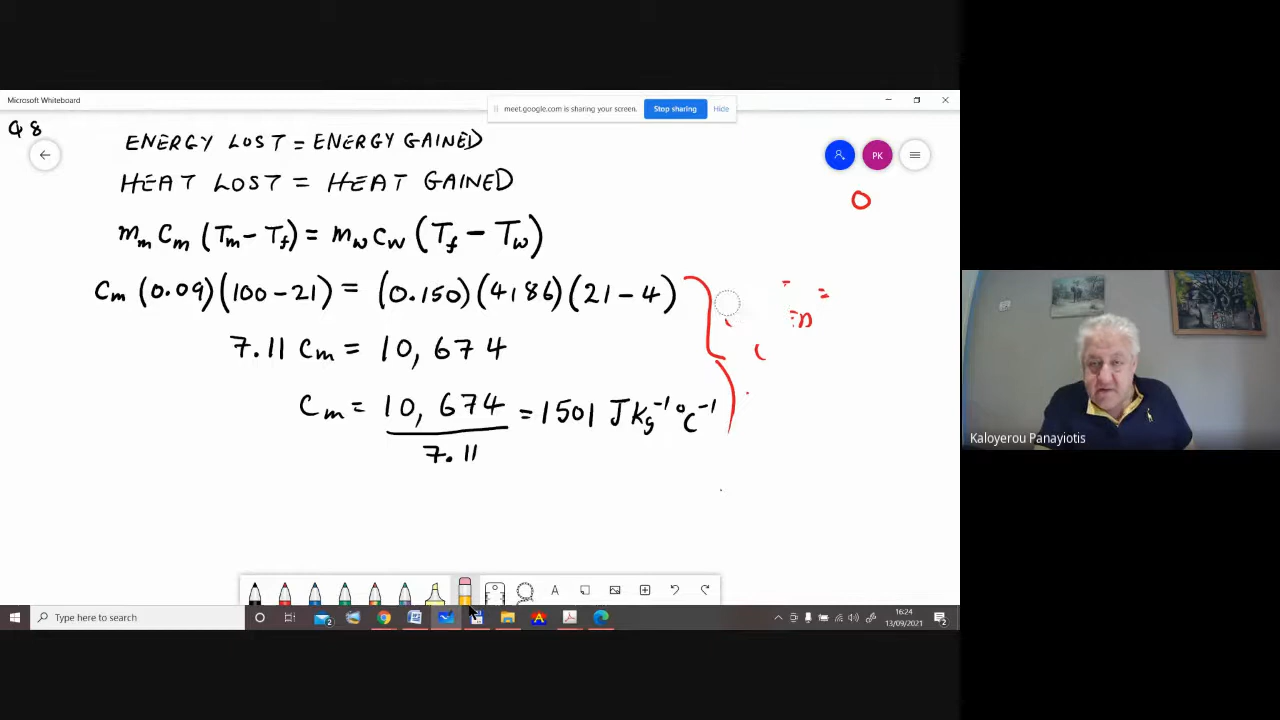 Microsoft Whiteboard
meet.google.com is sharing your screen.
Stop sharing
Hide
Q8
ENERGY LOST = ENERGY GAINED
HEAT LOST = HEAT GAINED
PK
O
mm Cm (Tm - Tf) = mw Cw (Tf - Tw)
Cm (0.09)(100-21) = (0.150)(4186)(21-4)
7.11 Cm = 10,674
Cm = 10,674 / 7.11 = 1501 J Kg⁻¹ °C⁻¹
Kaloyerou Panayiotis
A
Type here to search
2
A
16:24
13/09/2021
2